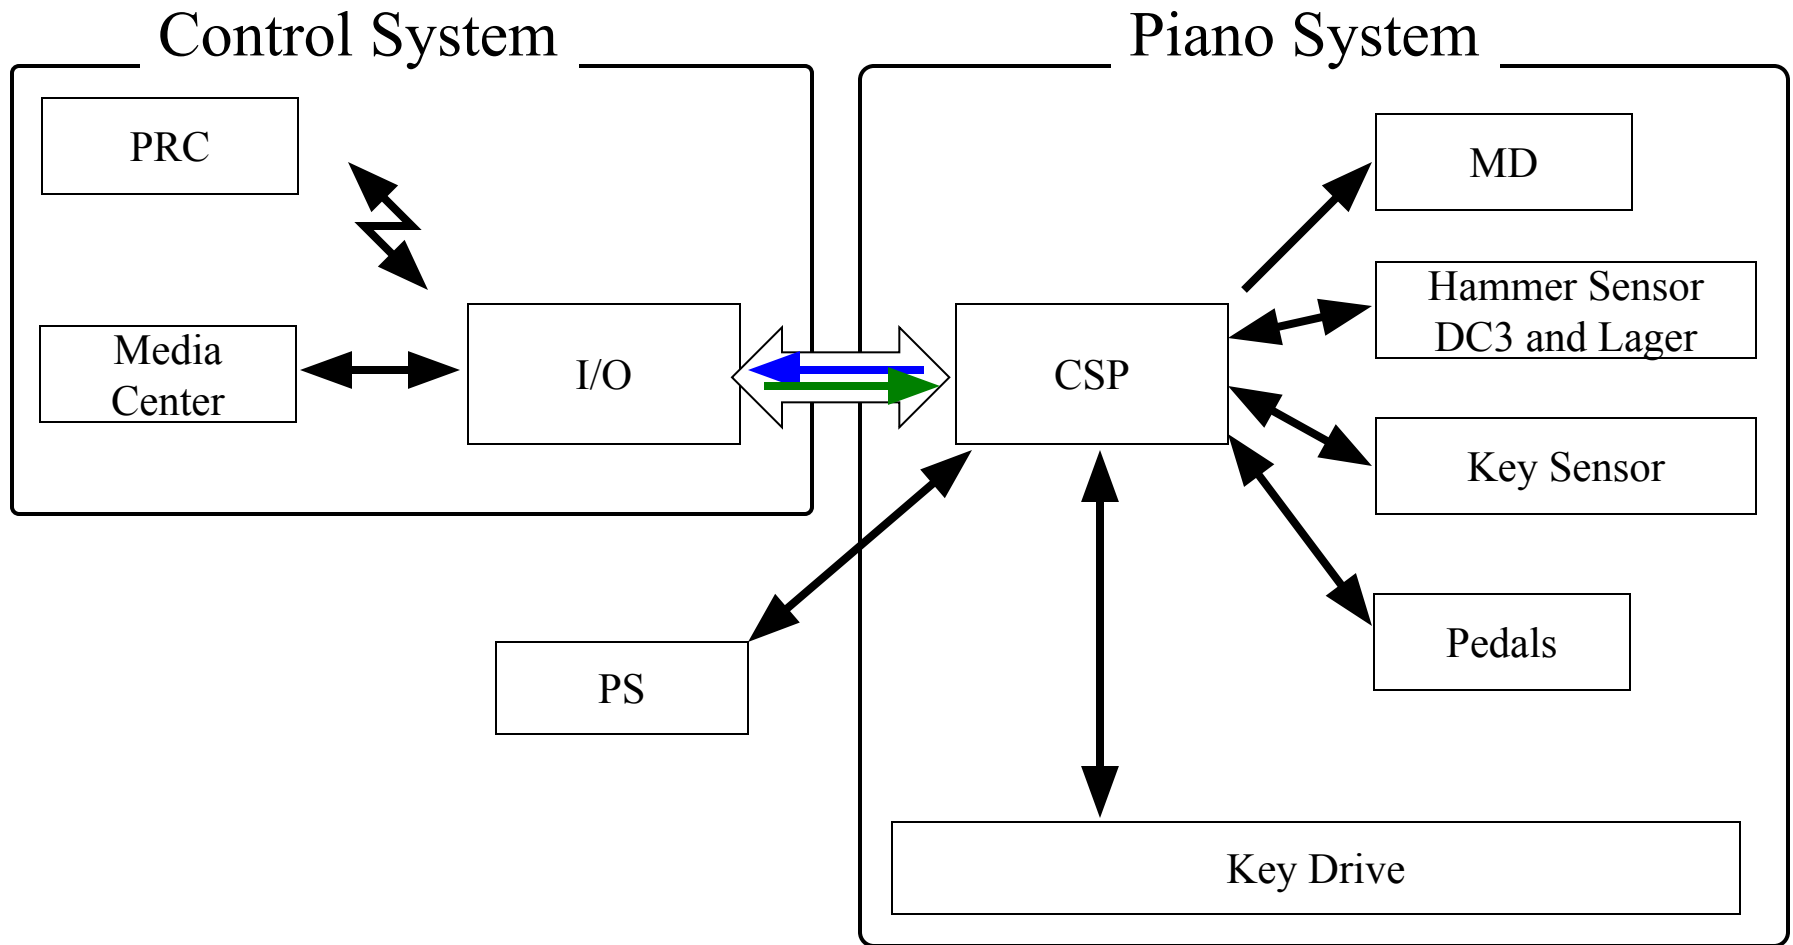 Control System
Piano System
PRC
MD
Hammer Sensor
DC3 and Lager
Media
Center
I/O
CSP
Key Sensor
Pedals
PS
Key Drive